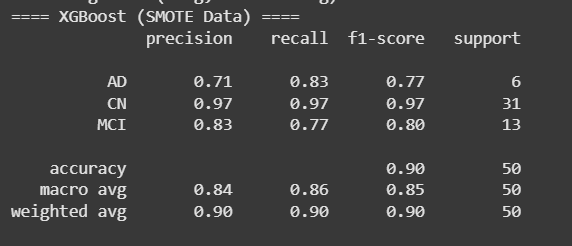 ==== XGBoost (SMOTE Data) ====
precision recall f1-score support
AD 0.71 0.83 0.77 6
CN 0.97 0.97 0.97 31
MCI 0.83 0.77 0.80 13
accuracy 0.90 50
macro avg 0.84 0.86 0.85 50
weighted avg 0.90 0.90 0.90 50